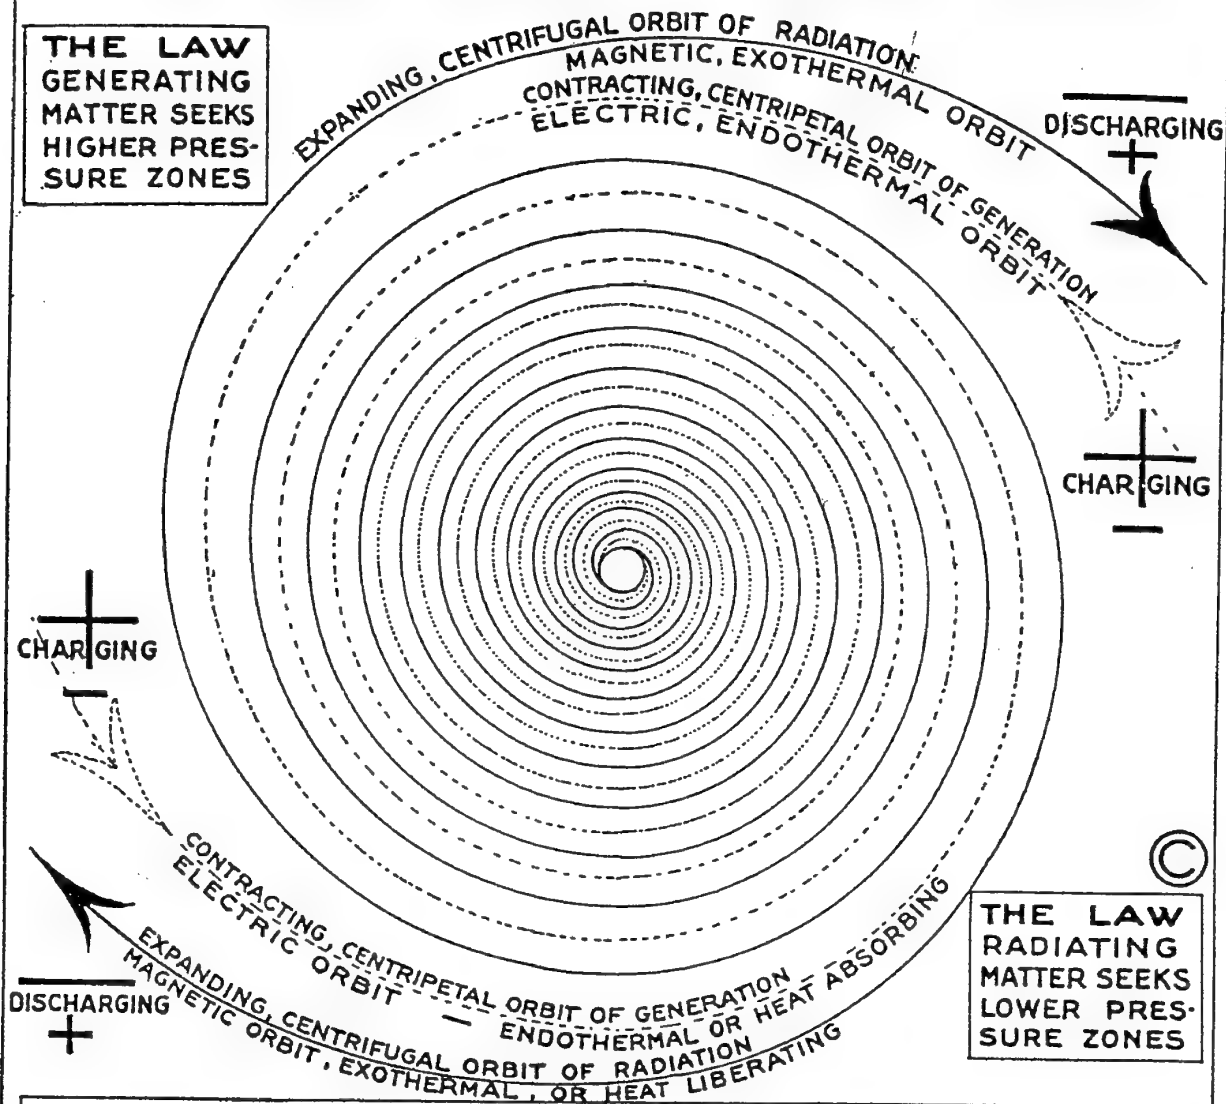 THE LAW
GENERATING
MATTER SEEKS
HIGHER PRES-
SURE ZONES
EXPANDING, CENTRIFUGAL ORBIT OF RADIATION
MAGNETIC, EXOTHERMAL ORBIT
CONTRACTING, CENTRIPETAL ORBIT OF GENERATION
ELECTRIC, ENDOTHERMAL ORBIT
—
DISCHARGING
+
+
CHARGING
—
+
CHARGING
—
CONTRACTING, CENTRIPETAL ORBIT OF GENERATION
ELECTRIC ORBIT — ENDOTHERMAL OR HEAT ABSORBING
EXPANDING, CENTRIFUGAL ORBIT OF RADIATION
MAGNETIC ORBIT, EXOTHERMAL, OR HEAT LIBERATING
—
DISCHARGING
+
©
THE LAW
RADIATING
MATTER SEEKS
LOWER PRES-
SURE ZONES